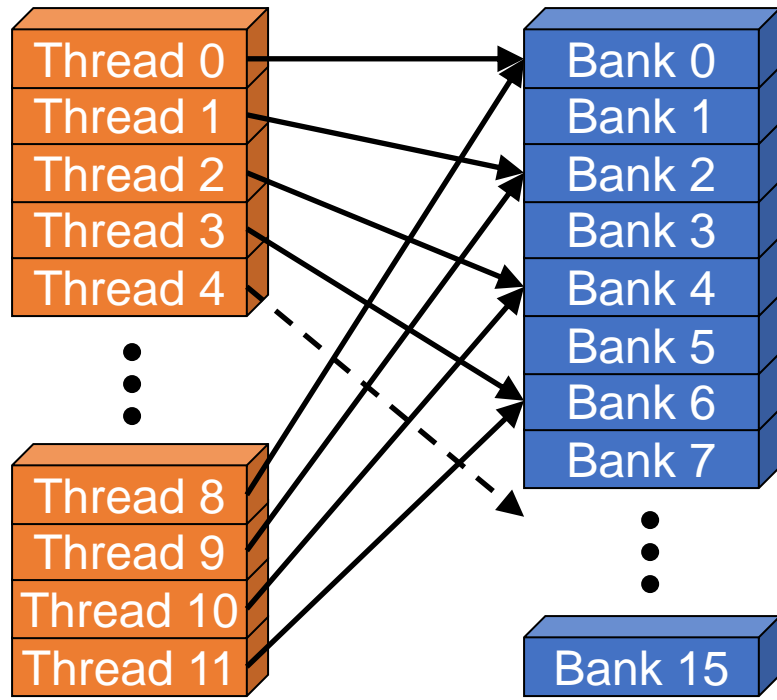 Thread 0
Thread 1
Thread 2
Thread 3
Thread 4
Thread 8
Thread 9
Thread 10
Thread 11
Bank 0
Bank 1
Bank 2
Bank 3
Bank 4
Bank 5
Bank 6
Bank 7
Bank 15